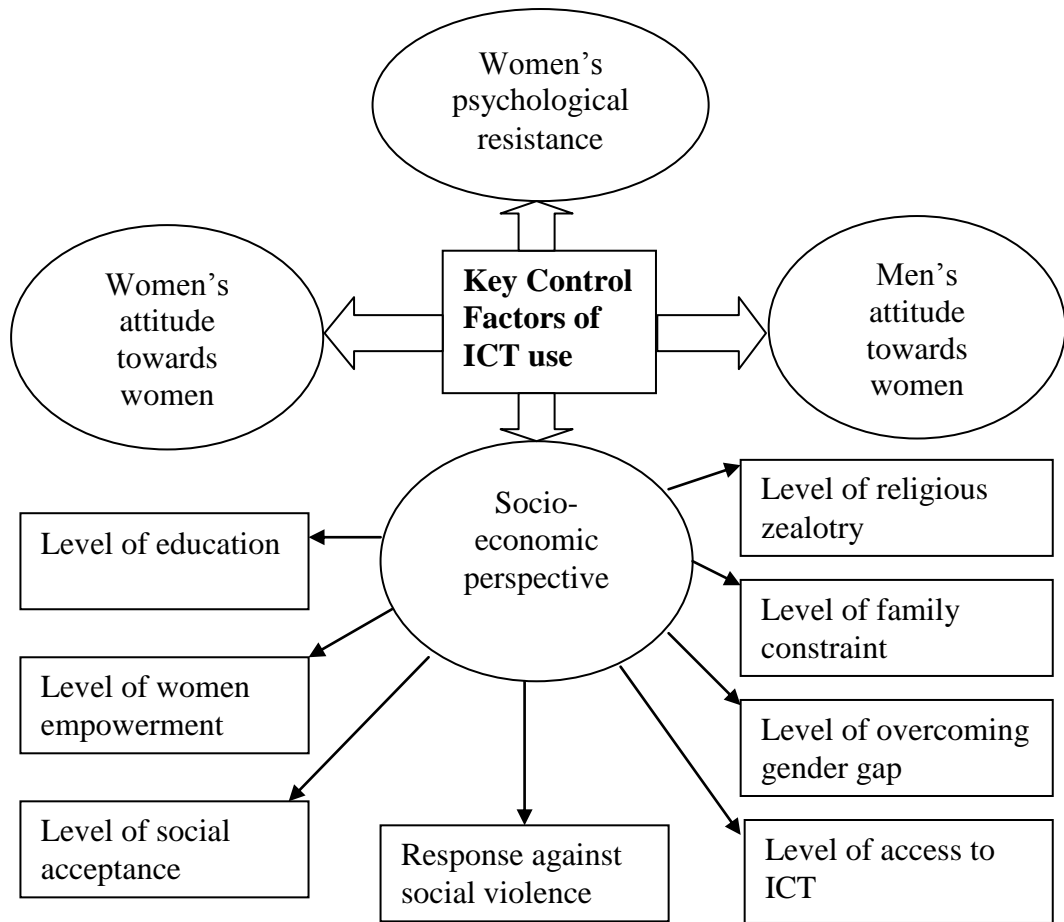 Women’s
psychological
resistance
Women’s
attitude
towards
women
Key Control
Factors of
ICT use
Men’s
attitude
towards
women
Socio-
economic
perspective
Level of education
Level of women
empowerment
Level of social
acceptance
Response against
social violence
Level of religious
zealotry
Level of family
constraint
Level of overcoming
gender gap
Level of access to
ICT